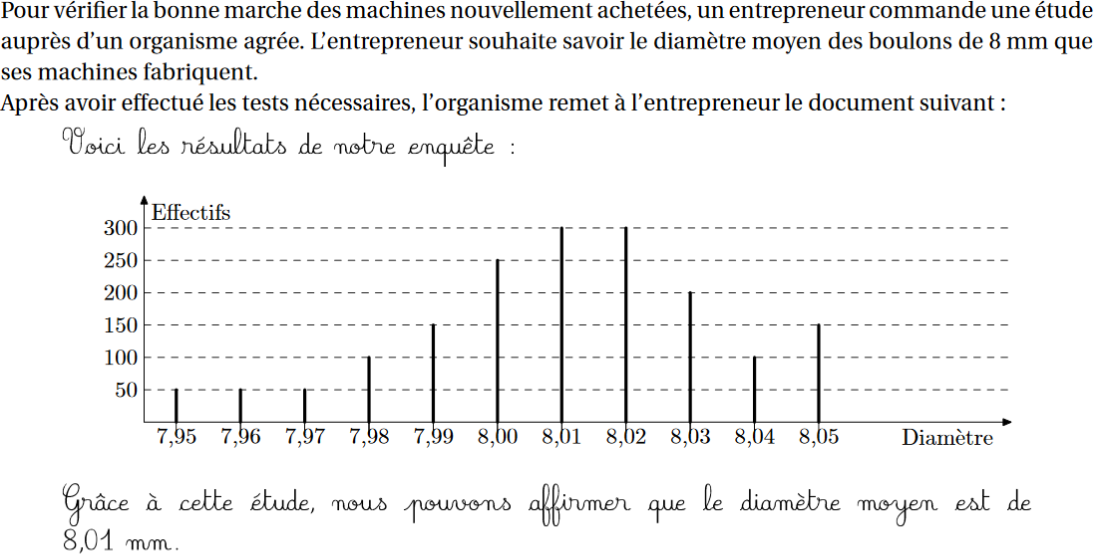 Pour vérifier la bonne marche des machines nouvellement achetées, un entrepreneur commande une étude
auprès d'un organisme agrée. L'entrepreneur souhaite savoir le diamètre moyen des boulons de 8 mm que
ses machines fabriquent.
Après avoir effectué les tests nécessaires, l'organisme remet à l'entrepreneur le document suivant :
Voici les résultats de notre enquête :
Effectifs
300
250
200
150
100
50
7,95 7,96 7,97 7,98 7,99 8,00 8,01 8,02 8,03 8,04 8,05 Diamètre
Grâce à cette étude, nous pouvons affirmer que le diamètre moyen est de
8,01 mm.